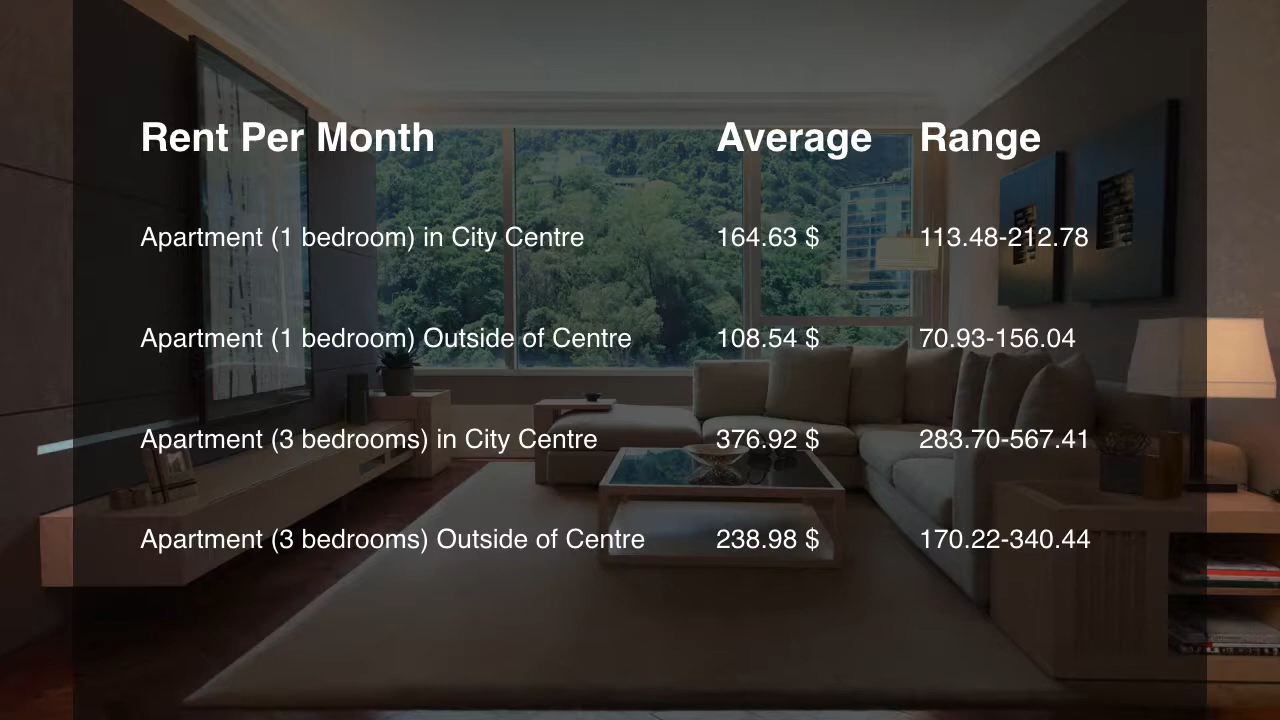 Rent Per Month Average Range
Apartment (1 bedroom) in City Centre 164.63 $ 113.48-212.78
Apartment (1 bedroom) Outside of Centre 108.54 $ 70.93-156.04
Apartment (3 bedrooms) in City Centre 376.92 $ 283.70-567.41
Apartment (3 bedrooms) Outside of Centre 238.98 $ 170.22-340.44